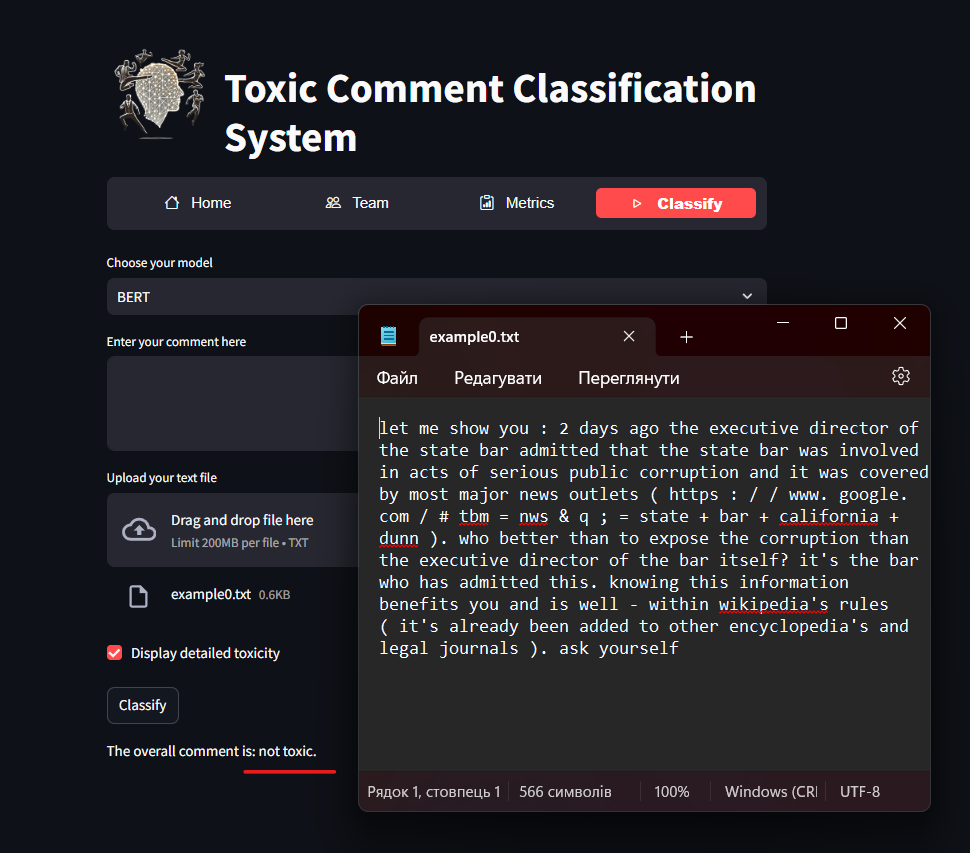 Toxic Comment Classification
System
Home Team Metrics Classify
Choose your model
BERT
Enter your comment here
Upload your text file
Drag and drop file here
Limit 200MB per file • TXT
example0.txt 0.6KB
Display detailed toxicity
Classify
The overall comment is: not toxic.
example0.txt
Файл Редагувати Переглянути
let me show you : 2 days ago the executive director of
the state bar admitted that the state bar was involved
in acts of serious public corruption and it was covered
by most major news outlets ( https : / / www. google.
com / # tbm = nws & q ; = state + bar + california +
dunn ). who better than to expose the corruption than
the executive director of the bar itself? it's the bar
who has admitted this. knowing this information
benefits you and is well - within wikipedia's rules
( it's already been added to other encyclopedia's and
legal journals ). ask yourself
Рядок 1, стовпець 1 566 символів 100% Windows (CRI UTF-8